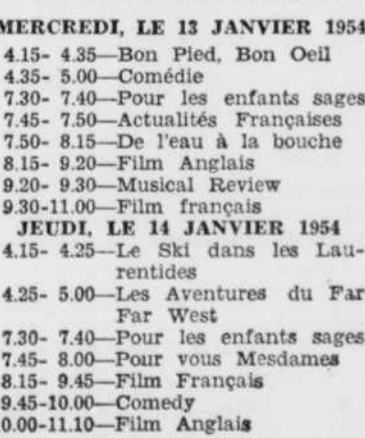 MERCREDI, LE 13 JANVIER 1954
4.15- 4.35—Bon Pied, Bon Oeil
4.35- 5.00—Comédie
7.30- 7.40—Pour les enfants sages
7.45- 7.50—Actualités Françaises
7.50- 8.15—De l'eau à la bouche
8.15- 9.20—Film Anglais
9.20- 9.30—Musical Review
9.30-11.00—Film français
JEUDI, LE 14 JANVIER 1954
4.15- 4.25—Le Ski dans les Lau-
rentides
4.25- 5.00—Les Aventures du Far
Far West
7.30- 7.40—Pour les enfants sages
7.45- 8.00—Pour vous Mesdames
8.15- 9.45—Film Français
9.45-10.00—Comedy
0.00-11.10—Film Anglais